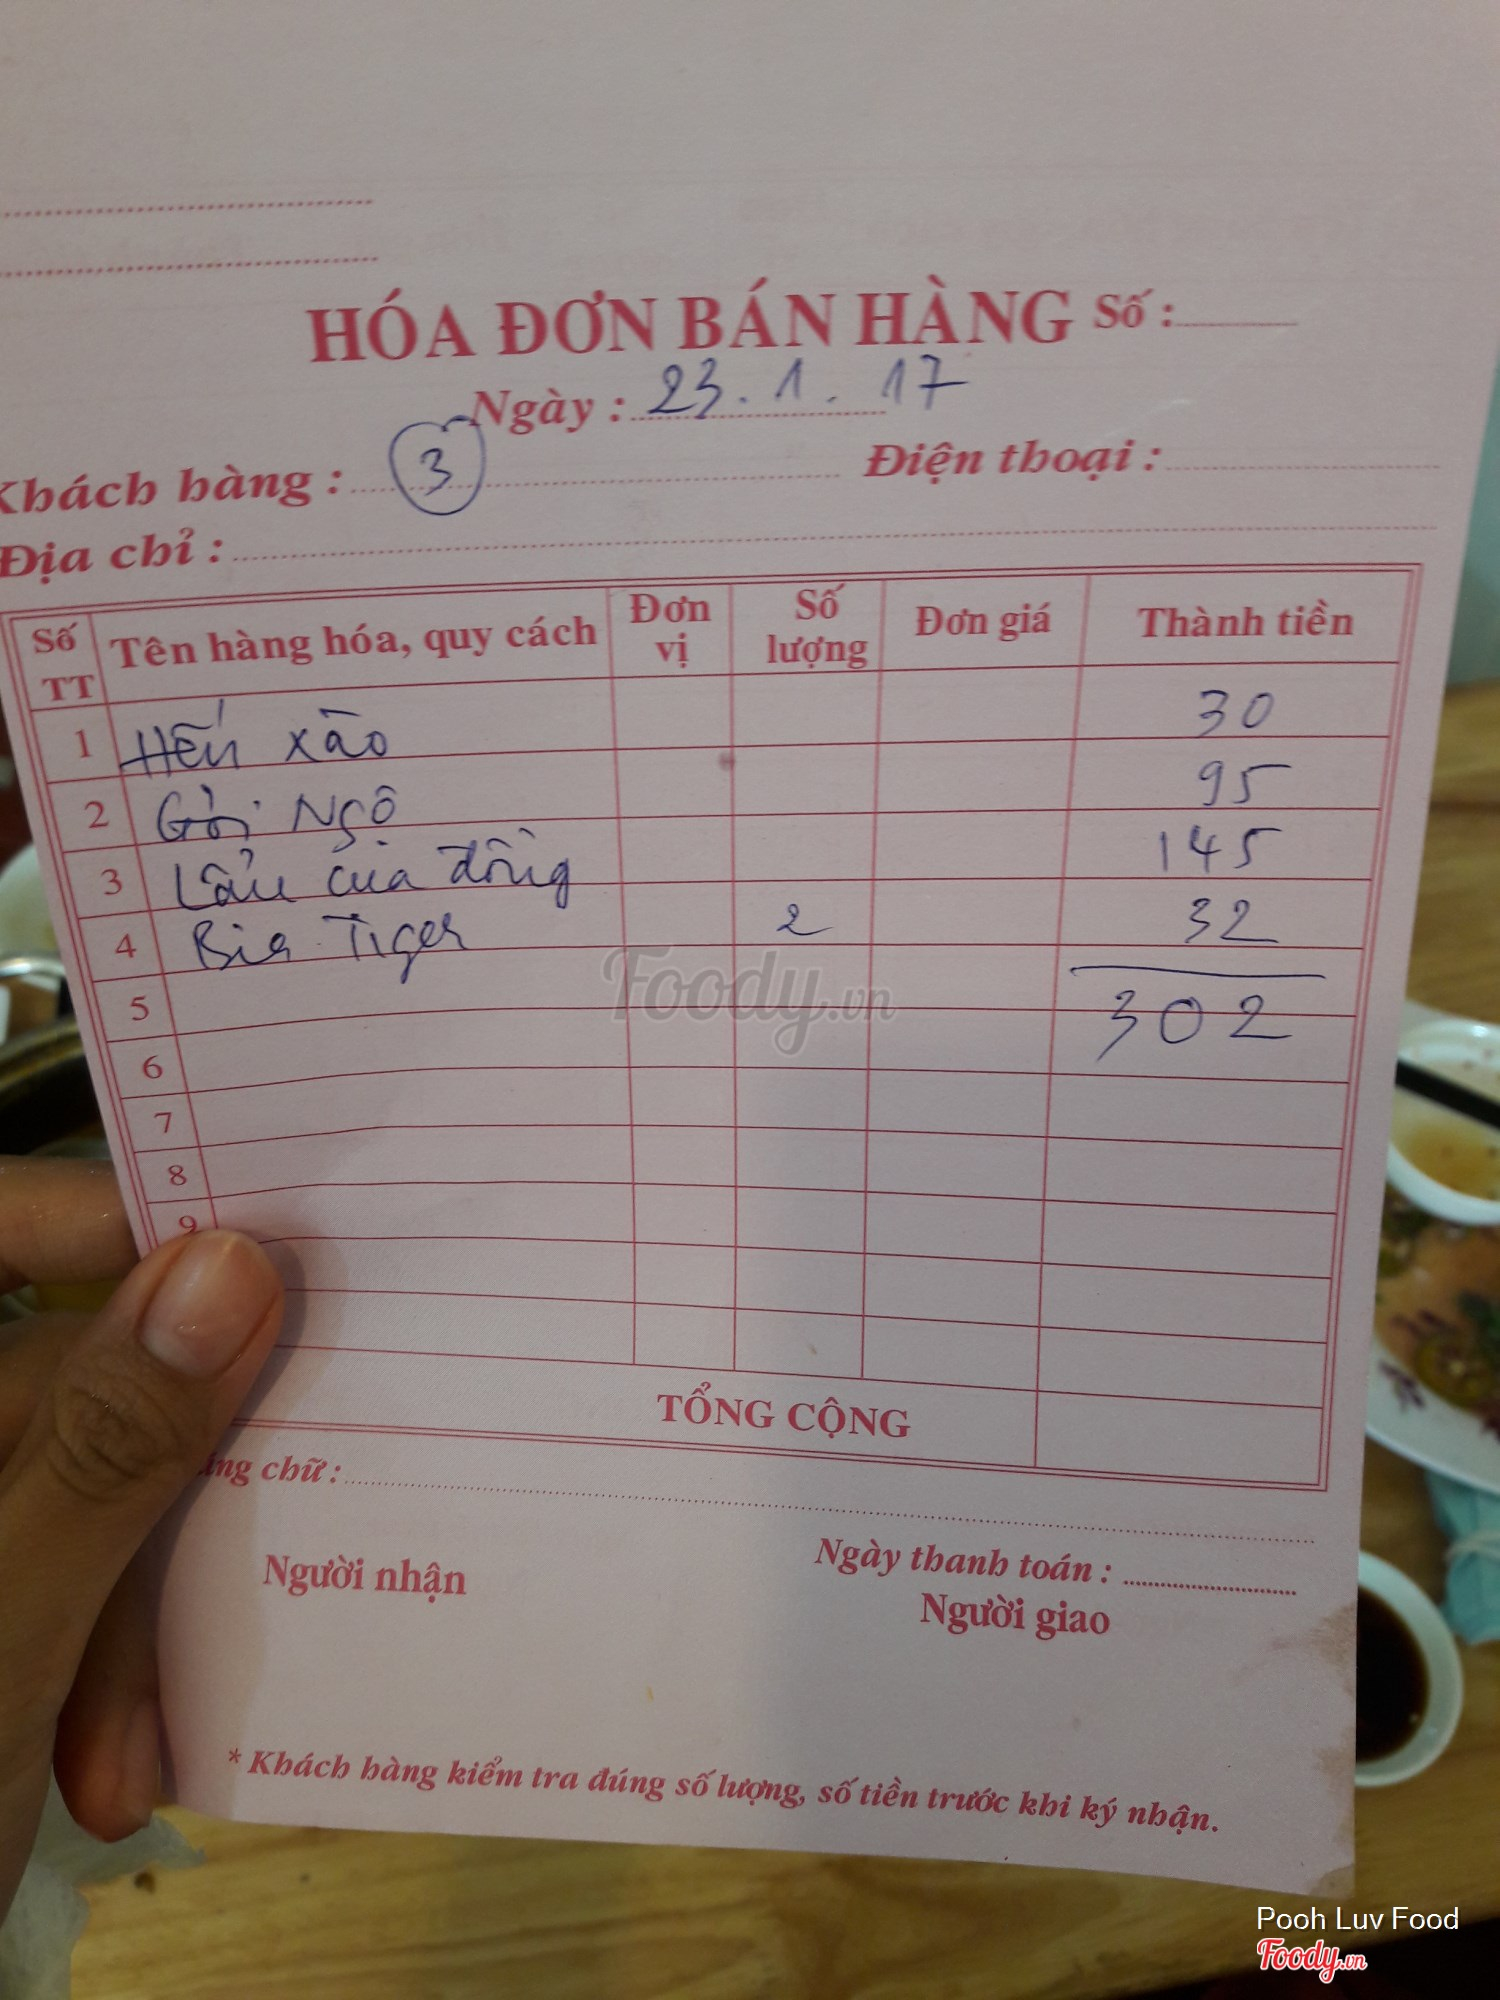 HÓA ĐƠN BÁN HÀNG Số :
Ngày : 23.1.17
Khách hàng : 3 Điện thoại :
Địa chỉ :
Số TT Tên hàng hóa, quy cách Đơn vị Số lượng Đơn giá Thành tiền
1 Hến xào 30
2 Gỏi Ngô 95
3 Lẩu cua đồng 145
4 Bia Tiger 2 32
5 302
6
7
8
9
TỔNG CỘNG
chữ :
Ngày thanh toán :
Người nhận Người giao
* Khách hàng kiểm tra đúng số lượng, số tiền trước khi ký nhận.
Foody.vn
Pooh Luv Food
Foody.vn